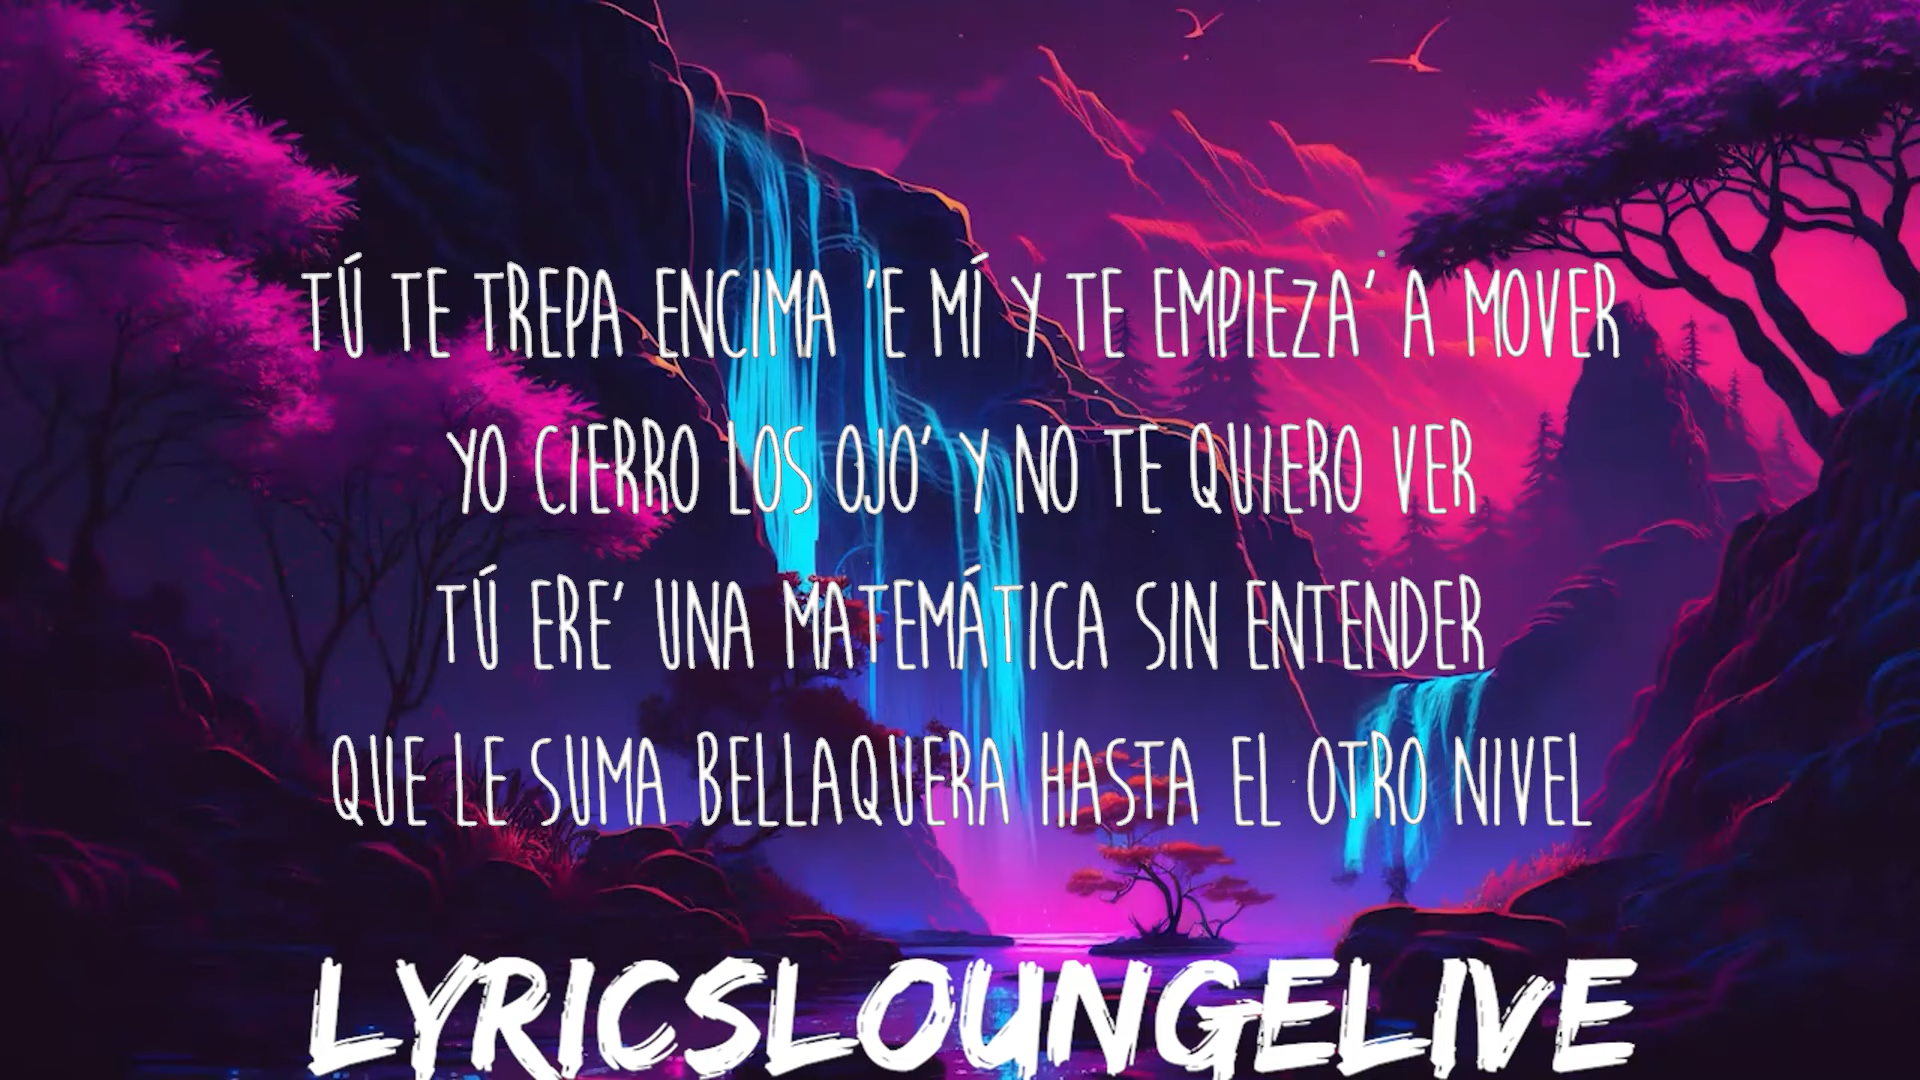 TÚ TE TREPA ENCIMA 'E MÍ Y TE EMPIEZA' A MOVER
YO CIERRO LOS OJO' Y NO TE QUIERO VER
TÚ ERE' UNA MATEMÁTICA SIN ENTENDER
QUE LE SUMA BELLAQUERA HASTA EL OTRO NIVEL
LYRICSLOUNGELIVE